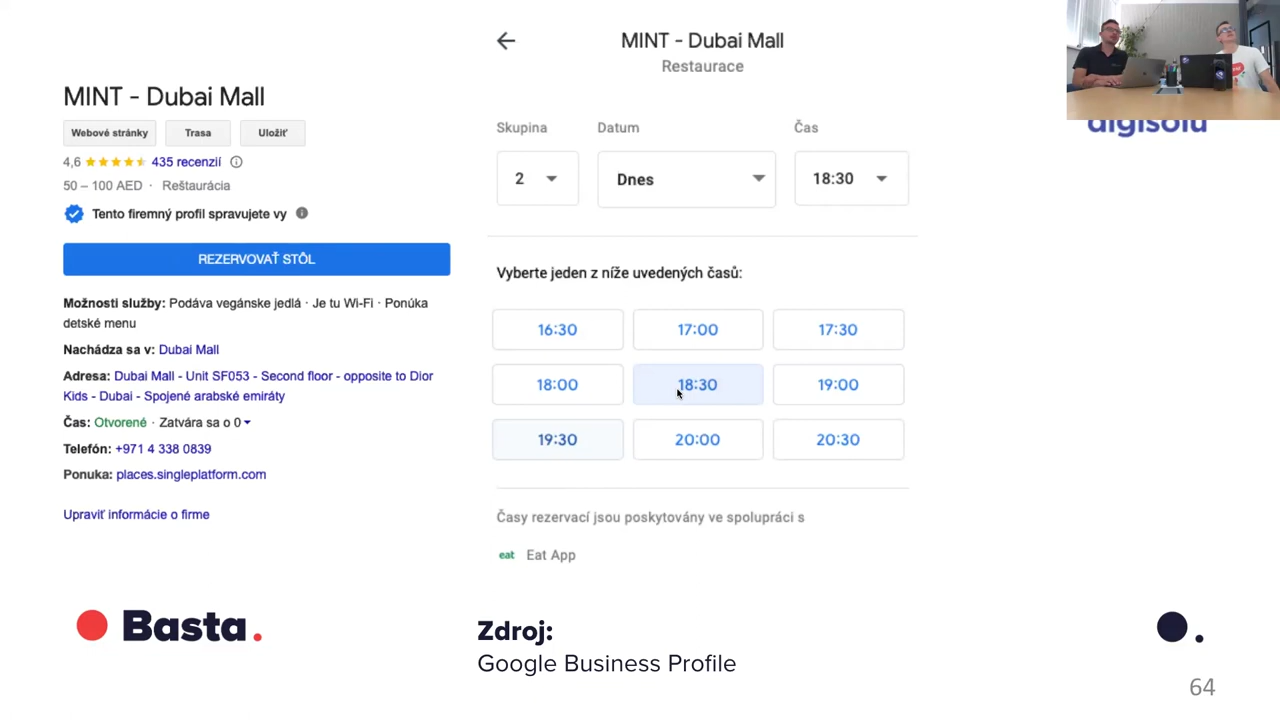 MINT - Dubai Mall
Webové stránky
Trasa
Uložiť
4,6
435 recenzií
50 – 100 AED · Reštaurácia
Tento firemný profil spravujete vy
REZERVOVAŤ STÔL
Možnosti služby: Podáva vegánske jedlá · Je tu Wi-Fi · Ponúka
detské menu
Nachádza sa v: Dubai Mall
Adresa: Dubai Mall - Unit SF053 - Second floor - opposite to Dior
Kids - Dubai - Spojené arabské emiráty
Čas: Otvorené · Zatvára sa o 0
Telefón: +971 4 338 0839
Ponuka: places.singleplatform.com
Upraviť informácie o firme
MINT - Dubai Mall
Restaurace
Skupina
Datum
Čas
2
Dnes
18:30
Vyberte jeden z níže uvedených časů:
16:30
17:00
17:30
18:00
18:30
19:00
19:30
20:00
20:30
Časy rezervací jsou poskytovány ve spolupráci s
eat Eat App
digisolu
Basta.
Zdroj:
Google Business Profile
64